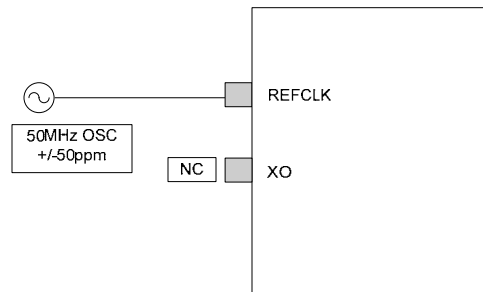 REFCLK
50MHz OSC
+/-50ppm
NC
XO